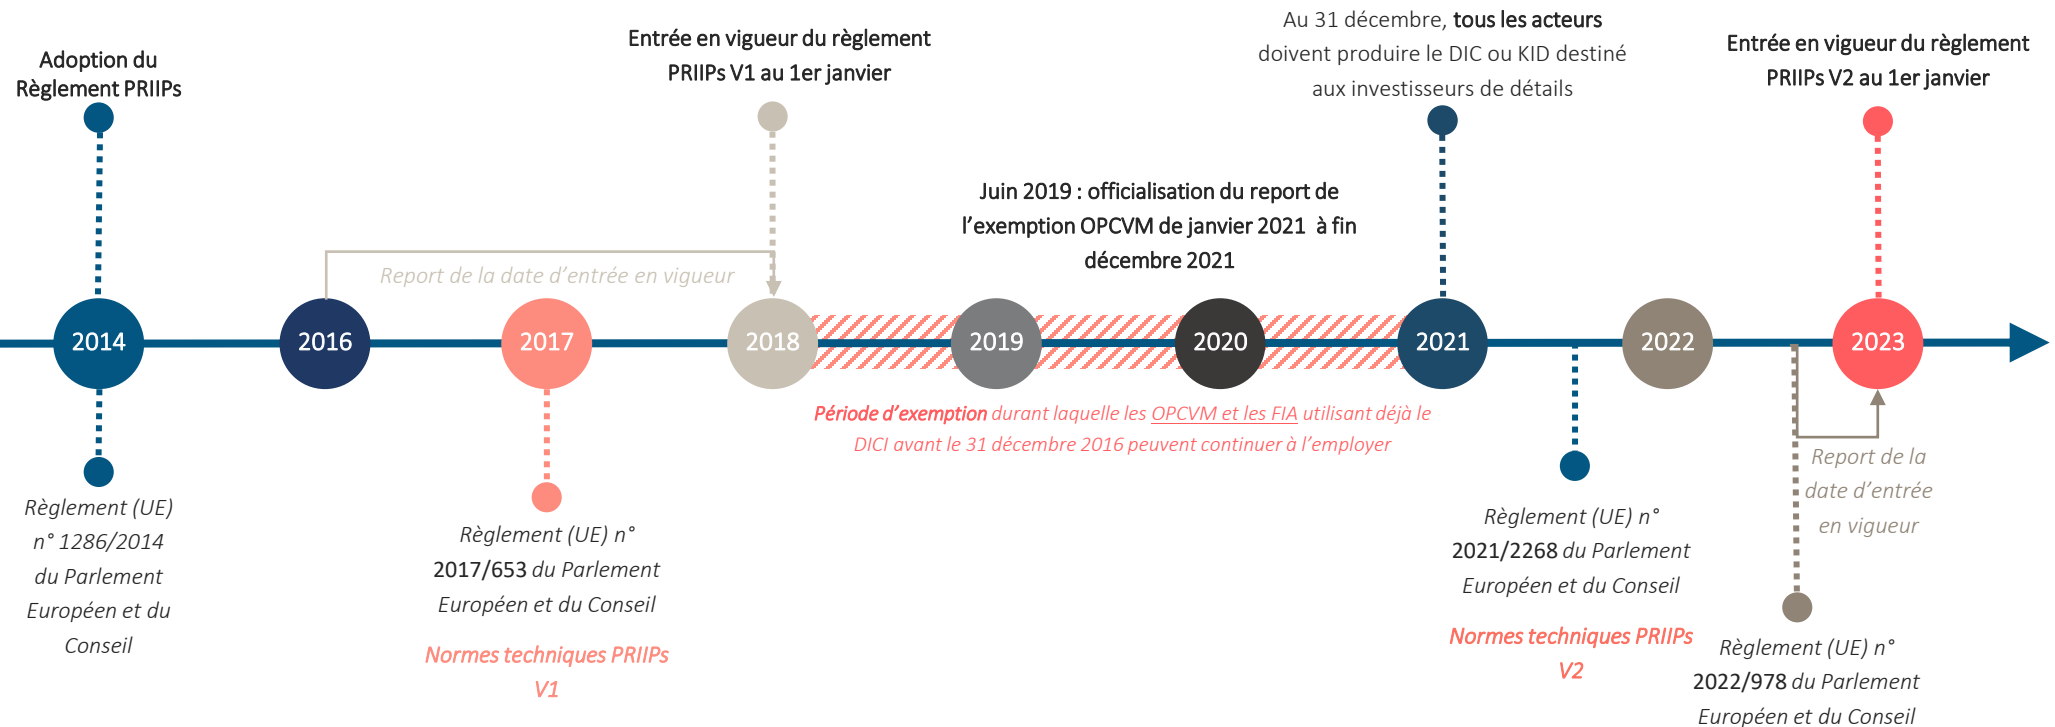 Adoption du
Règlement PRIIPs
Entrée en vigueur du règlement
PRIIPs V1 au 1er janvier
Au 31 décembre, tous les acteurs
doivent produire le DIC ou KID destiné
aux investisseurs de détails
Entrée en vigueur du règlement
PRIIPs V2 au 1er janvier
Juin 2019 : officialisation du report de
l’exemption OPCVM de janvier 2021 à fin
décembre 2021
Report de la date d’entrée en vigueur
2014
2016
2017
2018
2019
2020
2021
2022
2023
Période d’exemption durant laquelle les OPCVM et les FIA utilisant déjà le
DICI avant le 31 décembre 2016 peuvent continuer à l’employer
Report de la
date d’entrée
en vigueur
Règlement (UE)
n° 1286/2014
du Parlement
Européen et du
Conseil
Règlement (UE) n°
2017/653 du Parlement
Européen et du Conseil
Normes techniques PRIIPs
V1
Règlement (UE) n°
2021/2268 du Parlement
Européen et du Conseil
Normes techniques PRIIPs
V2
Règlement (UE) n°
2022/978 du Parlement
Européen et du Conseil